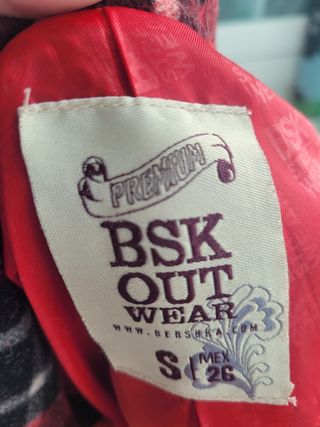 PREMIUM
BSK
OUT
WEAR
WWW.BERSHKA.COM
S | MEX 26